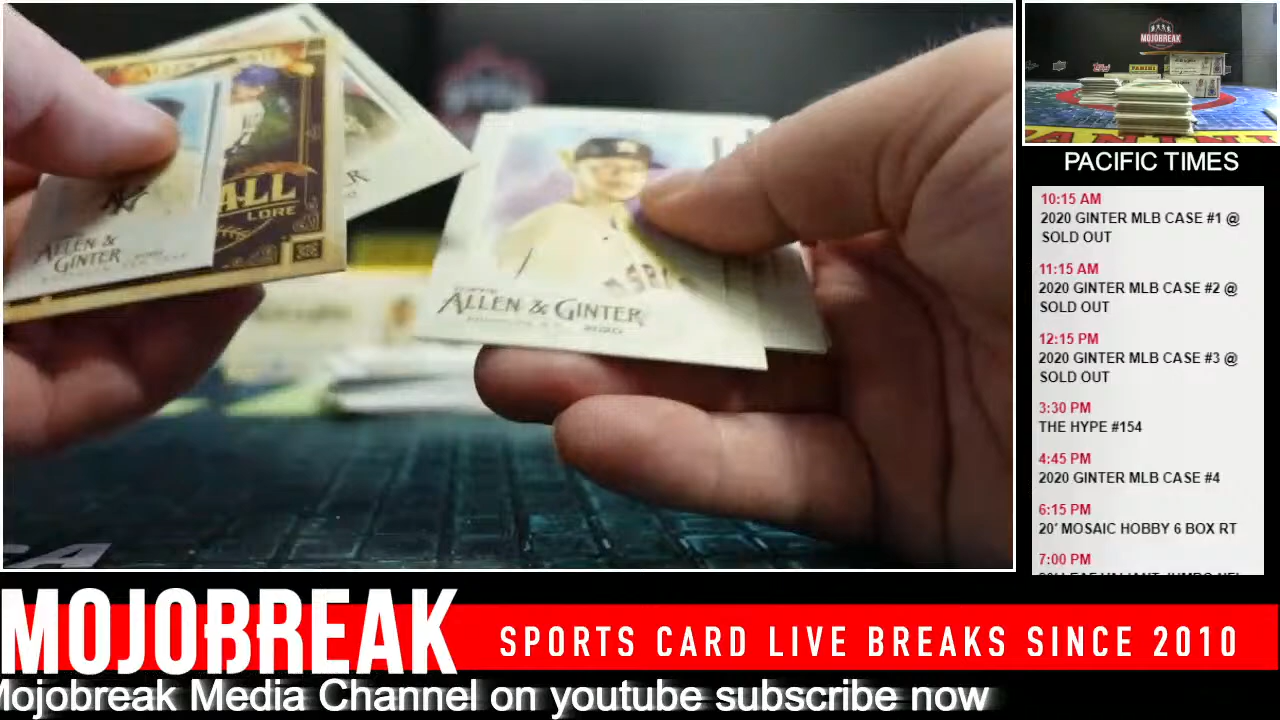 ALLEN &
GINTER
ALL
LORE
ALLEN & GINTER
MOJOBREAK
PACIFIC TIMES
10:15 AM
2020 GINTER MLB CASE #1 @
SOLD OUT
11:15 AM
2020 GINTER MLB CASE #2 @
SOLD OUT
12:15 PM
2020 GINTER MLB CASE #3 @
SOLD OUT
3:30 PM
THE HYPE #154
4:45 PM
2020 GINTER MLB CASE #4
6:15 PM
20' MOSAIC HOBBY 6 BOX RT
7:00 PM
MOJOBREAK
SPORTS CARD LIVE BREAKS SINCE 2010
Mojobreak Media Channel on youtube subscribe now